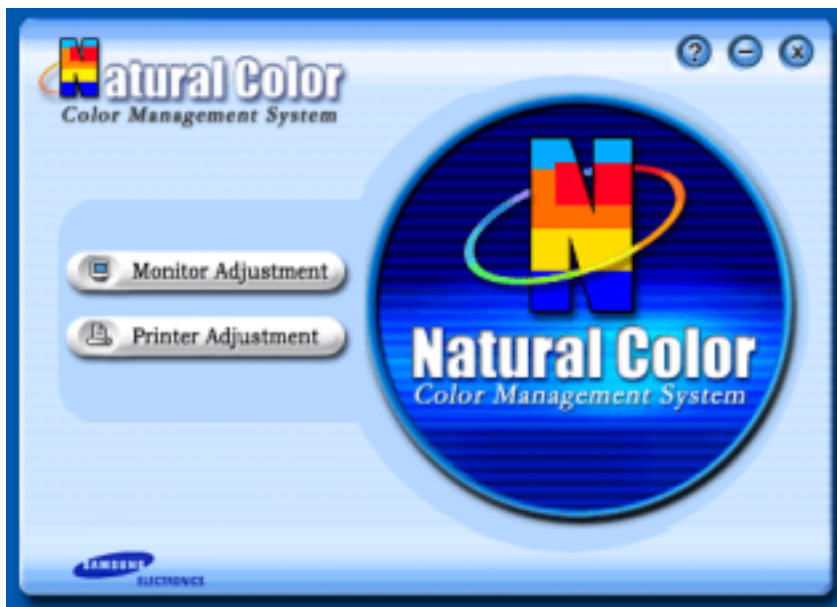 Natural Color
Color Management System
?
Monitor Adjustment
Printer Adjustment
N
Natural Color
Color Management System
SAMSUNG
ELECTRONICS